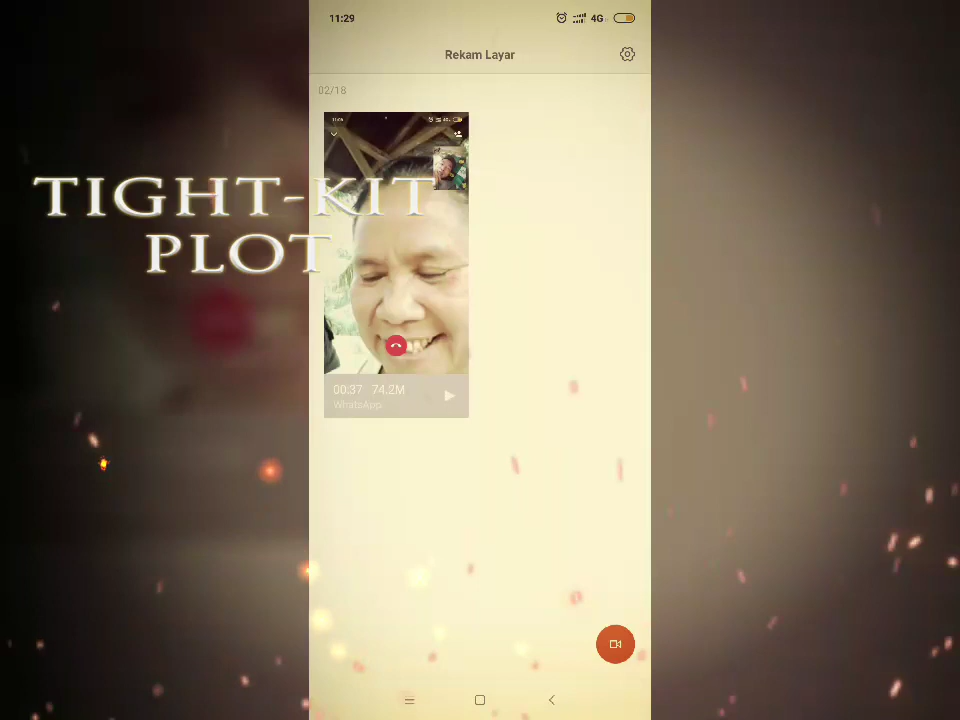 11:29
4G
Rekam Layar
02/18
TIGHT-KIT
PLOT
00:37 74.2M
WhatsApp